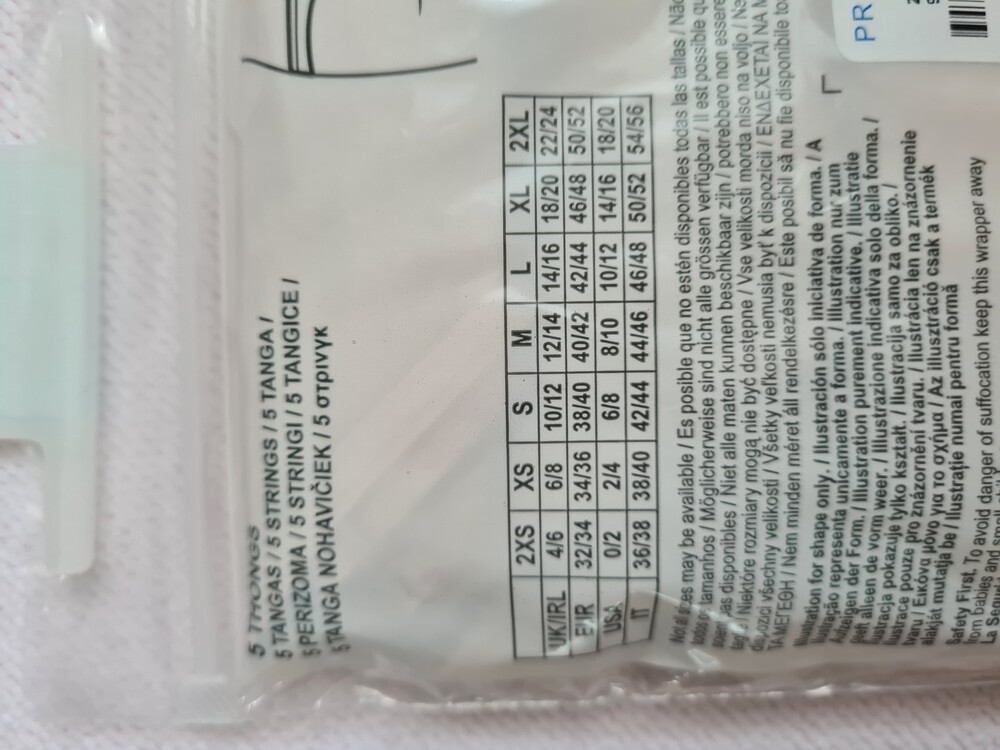 5 THONGS
5 TANGAS / 5 STRINGS / 5 TANGA /
5 PERIZOMA / 5 STRINGI / 5 TANGICE /
5 TANGA NOHAVIČIEK / 5 στρινγκ
2XS XS S M L XL 2XL
UK/IRL 4/6 6/8 10/12 12/14 14/16 18/20 22/24
EUR 32/34 34/36 38/40 40/42 42/44 46/48 50/52
USA 0/2 2/4 6/8 8/10 10/12 14/16 18/20
IT 36/38 38/40 42/44 44/46 46/48 50/52 54/56
Not all sizes may be available / Es posible que no estén disponibles todas las tallas /
tamanhos / Möglicherweise sind nicht alle grössen verfügbar / Il est possible
disponibles / Niet alle maten kunnen beschikbaar zijn / potrebbero non essere
/ Niektóre rozmiary mogą nie być dostępne / Vse velikosti morda niso na voljo /
všechny velikosti / Všetky veľkosti nemusia byť k dispozícii / ΕΝΔΕΧΕΤΑΙ ΝΑ
ΤΑ ΜΕΓΕΘΗ / Nem minden méret áll rendelkezésre / Este posibil să nu fie disponibile
Illustration for shape only. / Ilustración sólo iniciativa de forma. / A
ilustração representa unicamente a forma. / Illustration nur zum
Anzeigen der Form. / Illustration purement indicative. / Illustratie
geeft alleen de vorm weer. / Illustrazione indicativa solo della forma. /
Ilustracja pokazuje tylko kształt. / Ilustracija samo za obliko. /
Ilustrace pouze pro znázornění tvaru. / Ilustrácia len na znázornenie
tvaru / Εικόνα μόνο για το σχήμα / Az illusztráció csak a termék
alakját mutatja be / Ilustrație numai pentru formă
Safety First. To avoid danger of suffocation keep this wrapper away
from babies and
PR